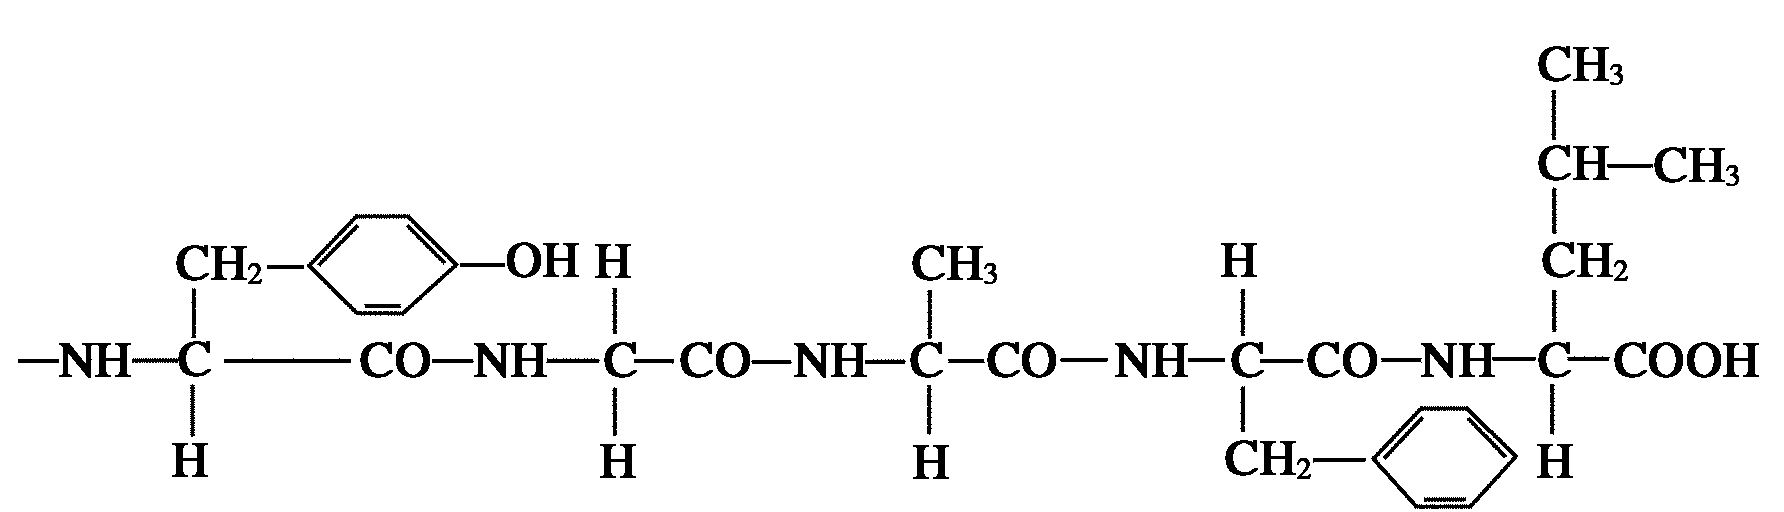 CH3
CH—CH3
CH2—OH H CH3 H CH2
—NH—C—CO—NH—C—CO—NH—C—CO—NH—C—CO—NH—C—COOH
H H H CH2— H